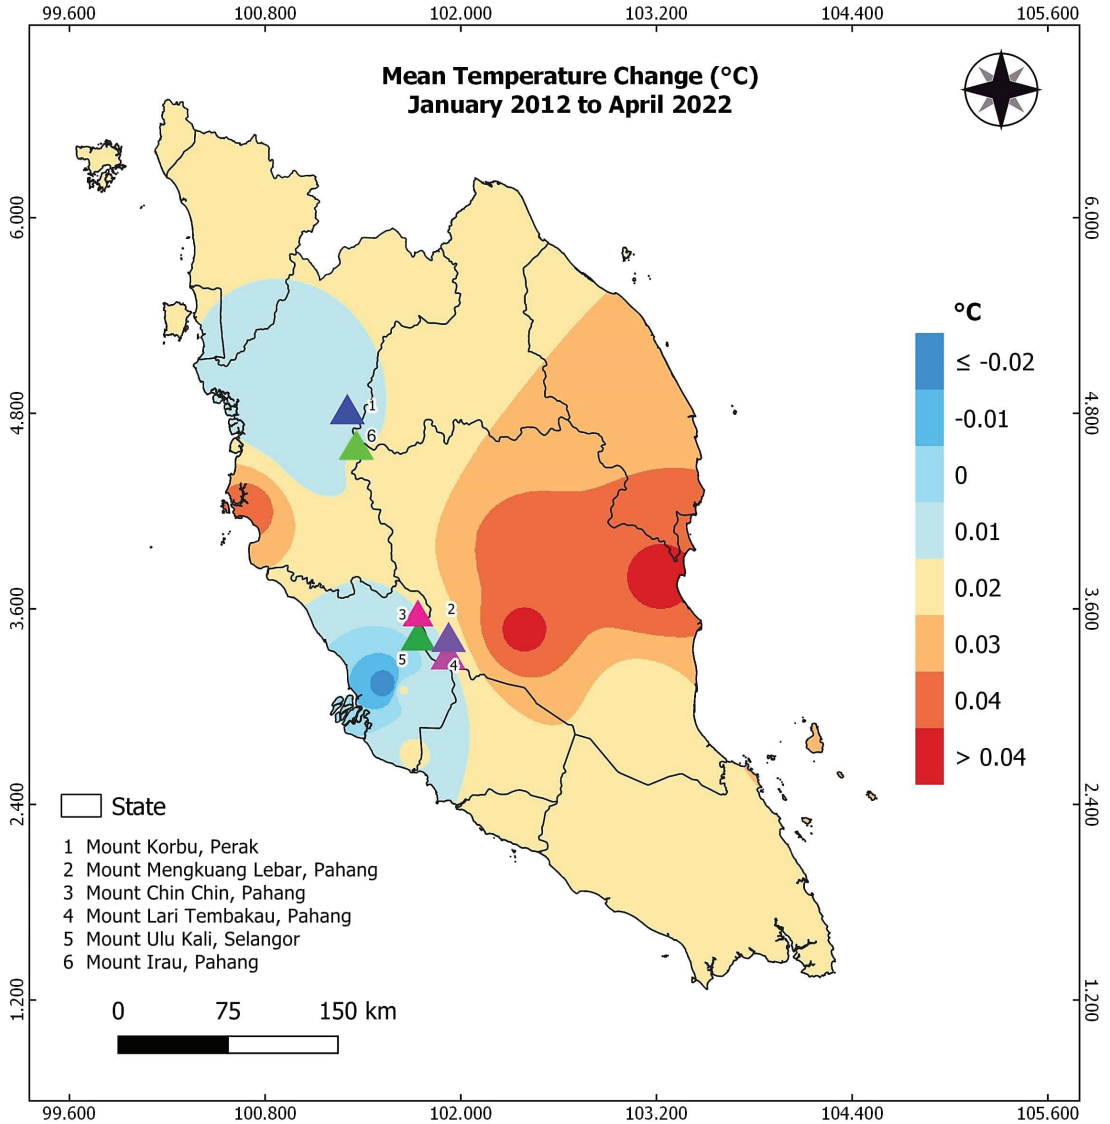 99.600 100.800 102.000 103.200 104.400 105.600
Mean Temperature Change (°C)
January 2012 to April 2022
6.000
4.800
3.600
2.400
1.200
6.000
4.800
3.600
2.400
1.200
1
6
3
2
5
4
°C
≤ -0.02
-0.01
0
0.01
0.02
0.03
0.04
> 0.04
State
1 Mount Korbu, Perak
2 Mount Mengkuang Lebar, Pahang
3 Mount Chin Chin, Pahang
4 Mount Lari Tembakau, Pahang
5 Mount Ulu Kali, Selangor
6 Mount Irau, Pahang
0 75 150 km
99.600 100.800 102.000 103.200 104.400 105.600